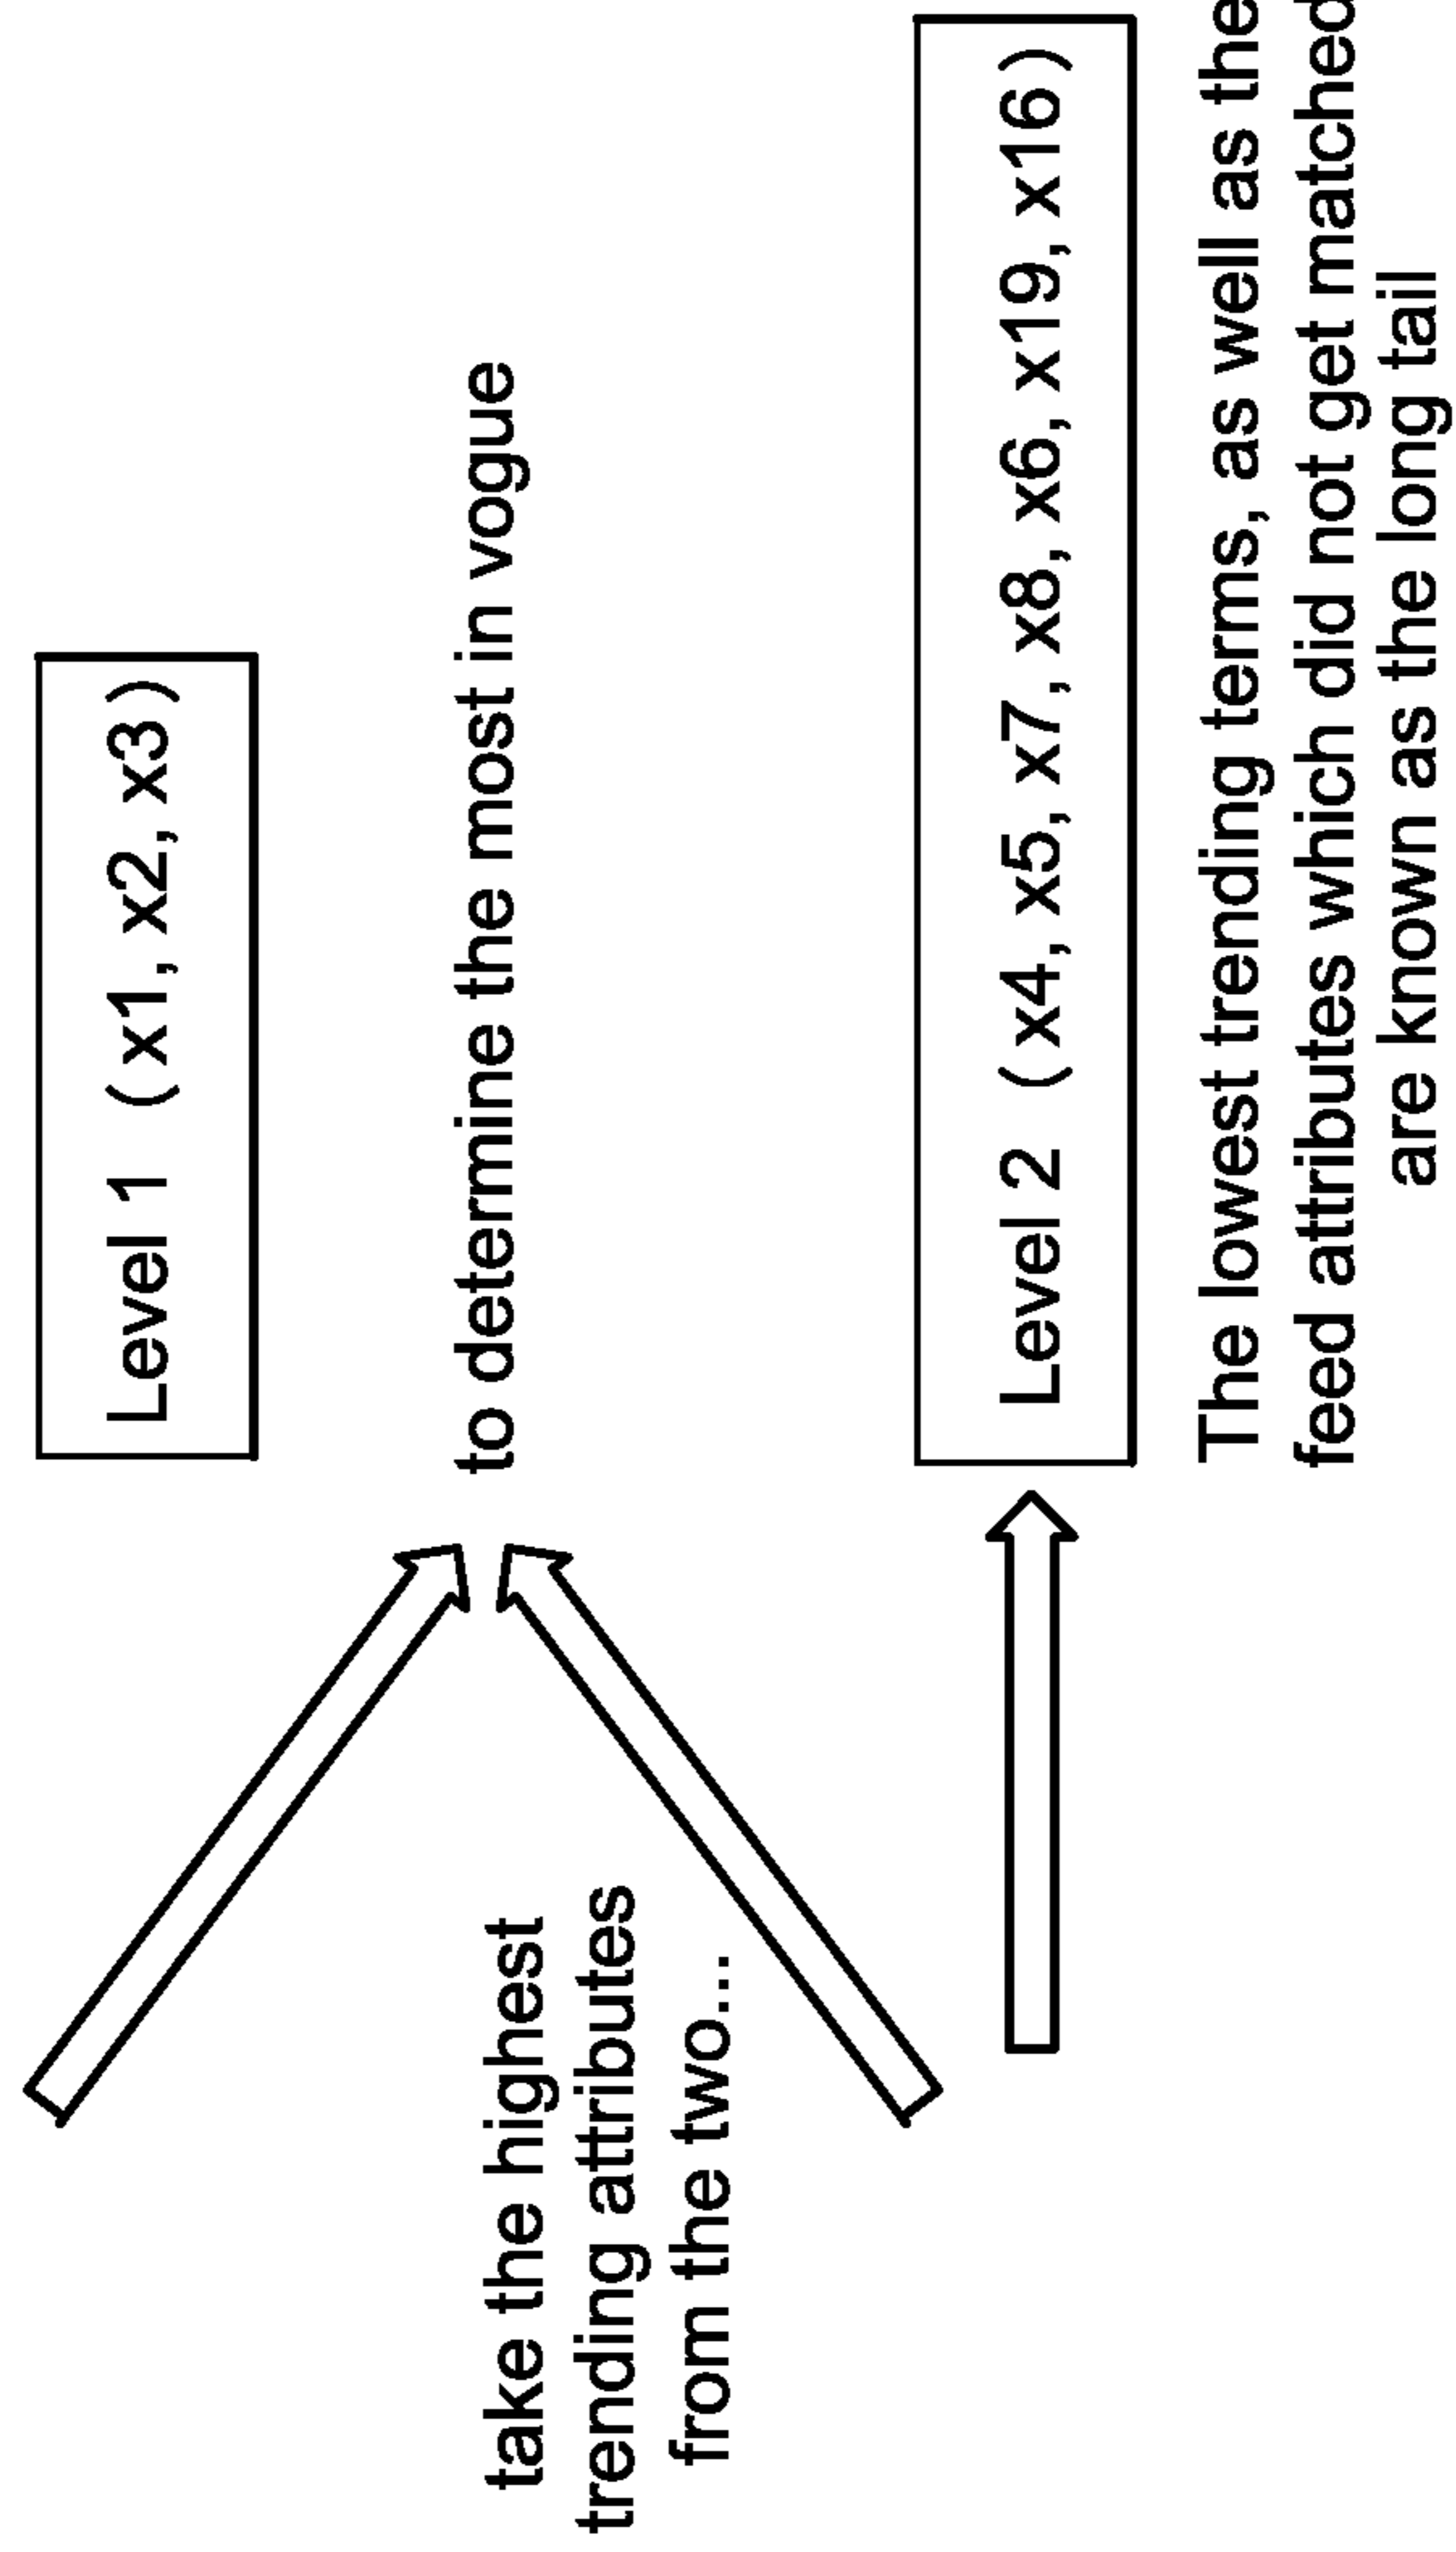 Level 1 (x1, x2, x3)
take the highest
trending attributes
from the two...
to determine the most in vogue
Level 2 (x4, x5, x7, x8, x6, x19, x16)
The lowest trending terms, as well as the
feed attributes which did not get matched
are known as the long tail